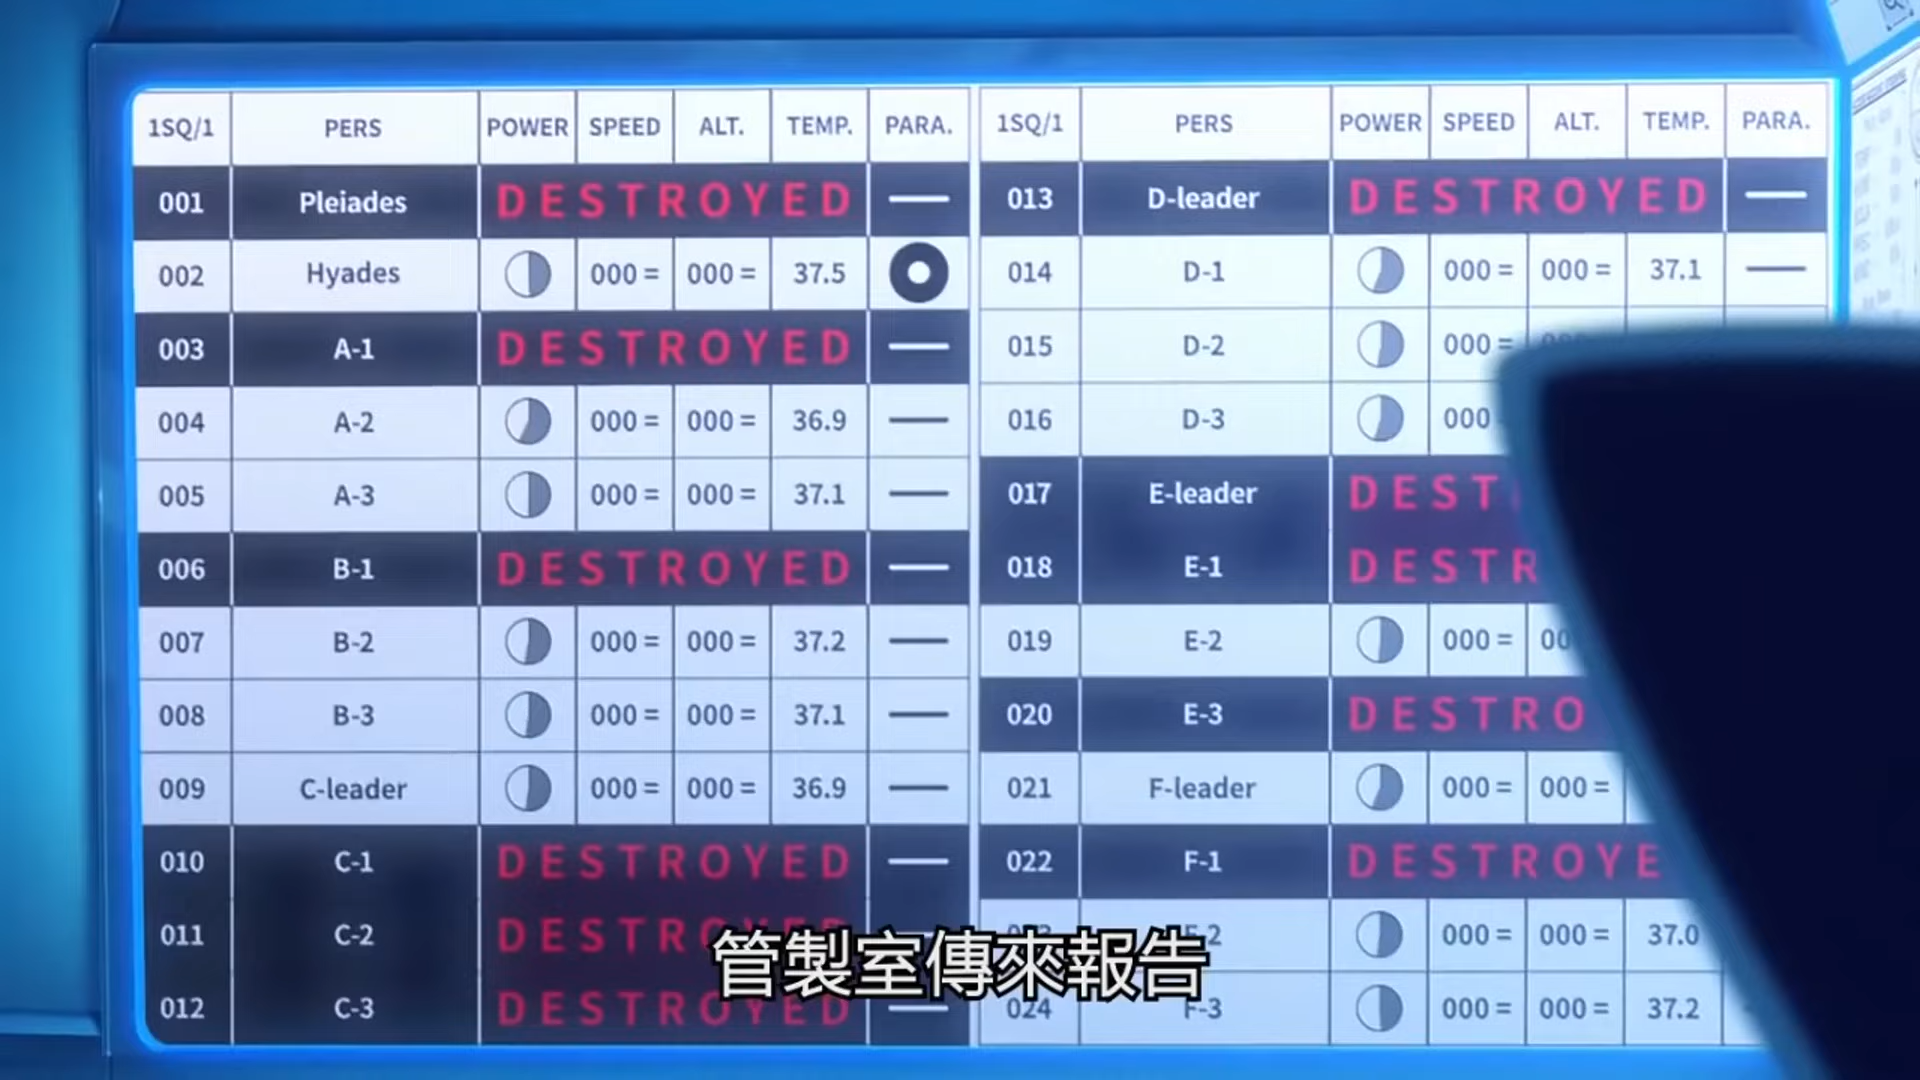 1SQ/1 PERS POWER SPEED ALT. TEMP. PARA.
001 Pleiades DESTROYED —
002 Hyades 000 = 000 = 37.5
003 A-1 DESTROYED —
004 A-2 000 = 000 = 36.9 —
005 A-3 000 = 000 = 37.1 —
006 B-1 DESTROYED —
007 B-2 000 = 000 = 37.2 —
008 B-3 000 = 000 = 37.1 —
009 C-leader 000 = 000 = 36.9 —
010 C-1 DESTROYED —
011 C-2 DESTROYED
012 C-3 DESTROYED —
1SQ/1 PERS POWER SPEED ALT. TEMP. PARA.
013 D-leader DESTROYED —
014 D-1 000 = 000 = 37.1 —
015 D-2 000 =
016 D-3 000
017 E-leader DEST
018 E-1 DESTR
019 E-2 000 = 00
020 E-3 DESTRO
021 F-leader 000 = 000 =
022 F-1 DESTROYE
F-2 000 = 000 = 37.0
024 F-3 000 = 000 = 37.2
管製室傳來報告